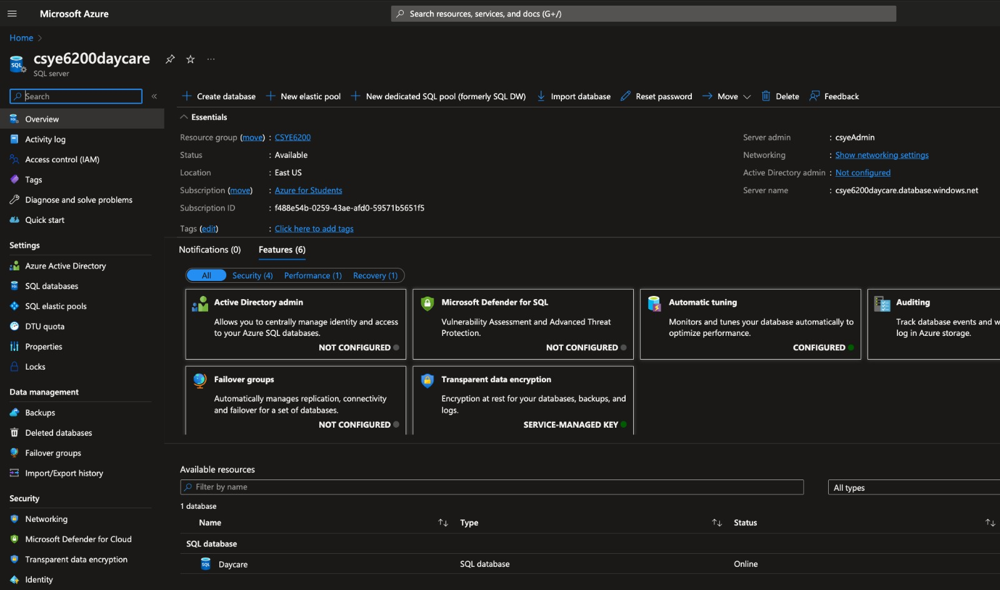 Microsoft Azure
Search resources, services, and docs (G+/)
Home
csye6200daycare
SQL server
Search
Create database
New elastic pool
New dedicated SQL pool (formerly SQL DW)
Import database
Reset password
Move
Delete
Feedback
Overview
Activity log
Access control (IAM)
Tags
Diagnose and solve problems
Quick start
Settings
Azure Active Directory
SQL databases
SQL elastic pools
DTU quota
Properties
Locks
Data management
Backups
Deleted databases
Failover groups
Import/Export history
Security
Networking
Microsoft Defender for Cloud
Transparent data encryption
Identity
Essentials
Resource group (move) : CSYE6200
Status : Available
Location : East US
Subscription (move) : Azure for Students
Subscription ID : f488e54b-0259-43ae-afd0-59571b5651f5
Tags (edit) : Click here to add tags
Server admin : csyeAdmin
Networking : Show networking settings
Active Directory admin : Not configured
Server name : csye6200daycare.database.windows.net
Notifications (0)
Features (6)
All
Security (4)
Performance (1)
Recovery (1)
Active Directory admin
Allows you to centrally manage identity and access
to your Azure SQL databases.
NOT CONFIGURED
Microsoft Defender for SQL
Vulnerability Assessment and Advanced Threat
Protection.
NOT CONFIGURED
Automatic tuning
Monitors and tunes your database automatically to
optimize performance.
CONFIGURED
Auditing
Track database events and w
log in Azure storage.
Failover groups
Automatically manages replication, connectivity
and failover for a set of databases.
NOT CONFIGURED
Transparent data encryption
Encryption at rest for your databases, backups, and
logs.
SERVICE-MANAGED KEY
Available resources
Filter by name
All types
1 database
Name
Type
Status
SQL database
Daycare
SQL database
Online